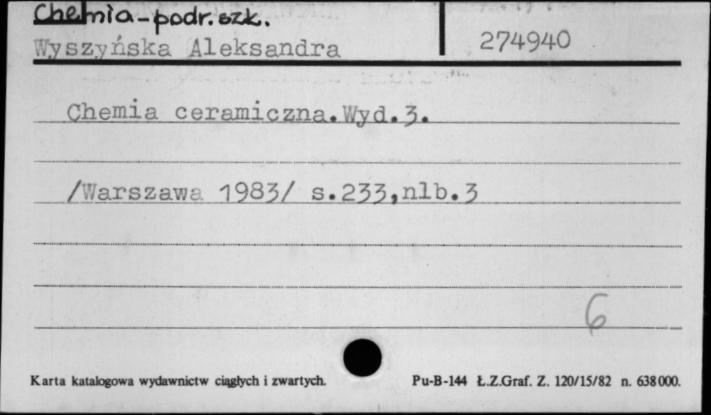 Chemia-podr. szk.
Wyszyńska Aleksandra
274940
Chemia ceramiczna.Wyd.3.
/Warszawa 1983/ s.233,nlb.3
6
Karta katalogowa wydawnictw ciągłych i zwartych.
Pu-B-144 Ł.Z.Graf. Z. 120/15/82 n. 638000.